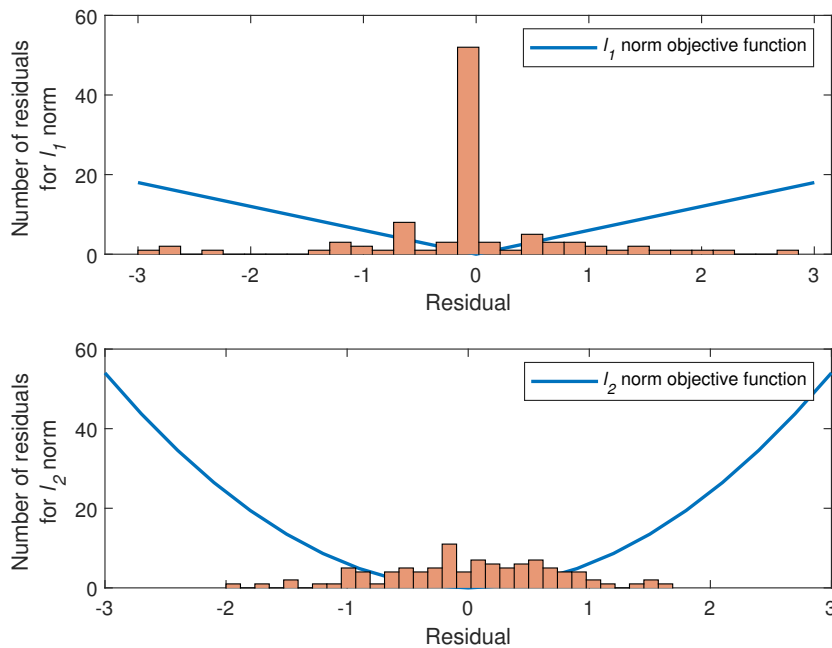 60
40
20
0
Number of residuals
for l1 norm
l1 norm objective function
-3 -2 -1 0 1 2 3
Residual
60
40
20
0
Number of residuals
for l2 norm
l2 norm objective function
-3 -2 -1 0 1 2 3
Residual